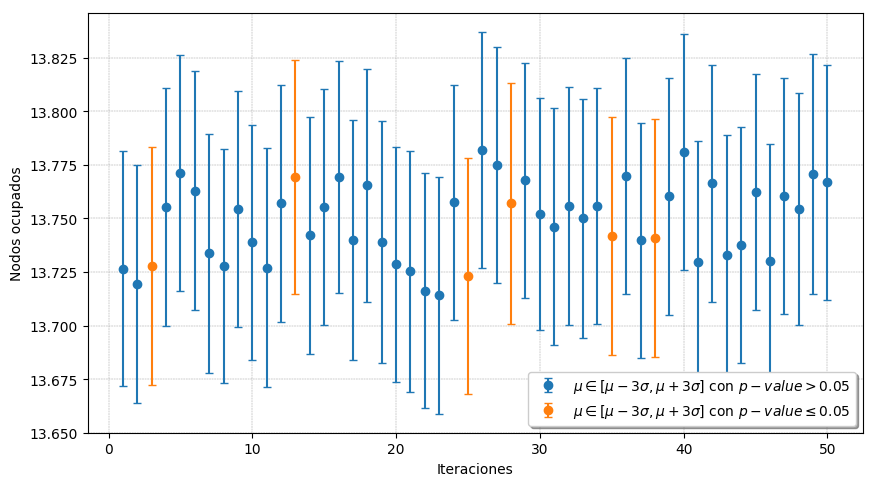 13.825
13.800
13.775
13.750
13.725
13.700
13.675
13.650
Nodos ocupados
μ ∈ [μ − 3σ, μ + 3σ] con p − value > 0.05
μ ∈ [μ − 3σ, μ + 3σ] con p − value ≤ 0.05
0 10 20 30 40 50
Iteraciones